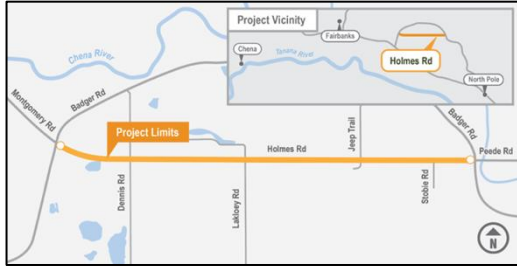 Project Vicinity
Fairbanks
Chena
Tanana River
Holmes Rd
North Pole
Chena River
Montgomery Rd
Badger Rd
Project Limits
Dennis Rd
Lakloey Rd
Holmes Rd
Jeep Trail
Stobie Rd
Badger Rd
Peede Rd
N